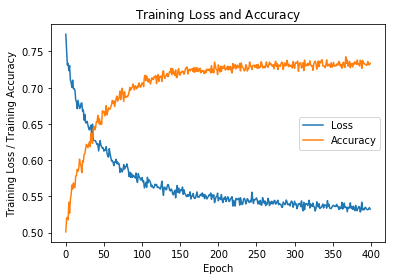 Training Loss and Accuracy
Training Loss / Training Accuracy
0.75
0.70
0.65
0.60
0.55
0.50
Loss
Accuracy
0 50 100 150 200 250 300 350 400
Epoch